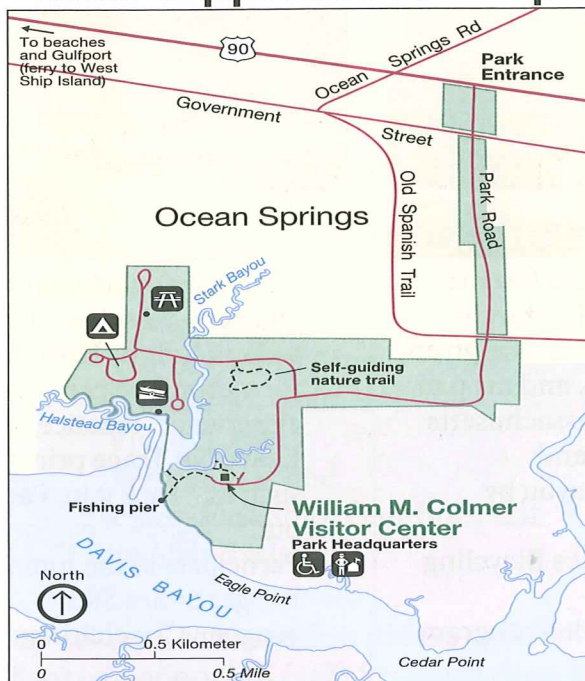 To beaches
and Gulfport
(ferry to West
Ship Island)
90
Ocean Springs Rd
Park
Entrance
Government Street
Old Spanish Trail
Park Road
Ocean Springs
Stark Bayou
Self-guiding
nature trail
Halstead Bayou
Fishing pier
William M. Colmer
Visitor Center
Park Headquarters
DAVIS BAYOU
Eagle Point
North
0 0.5 Kilometer
0 0.5 Mile
Cedar Point